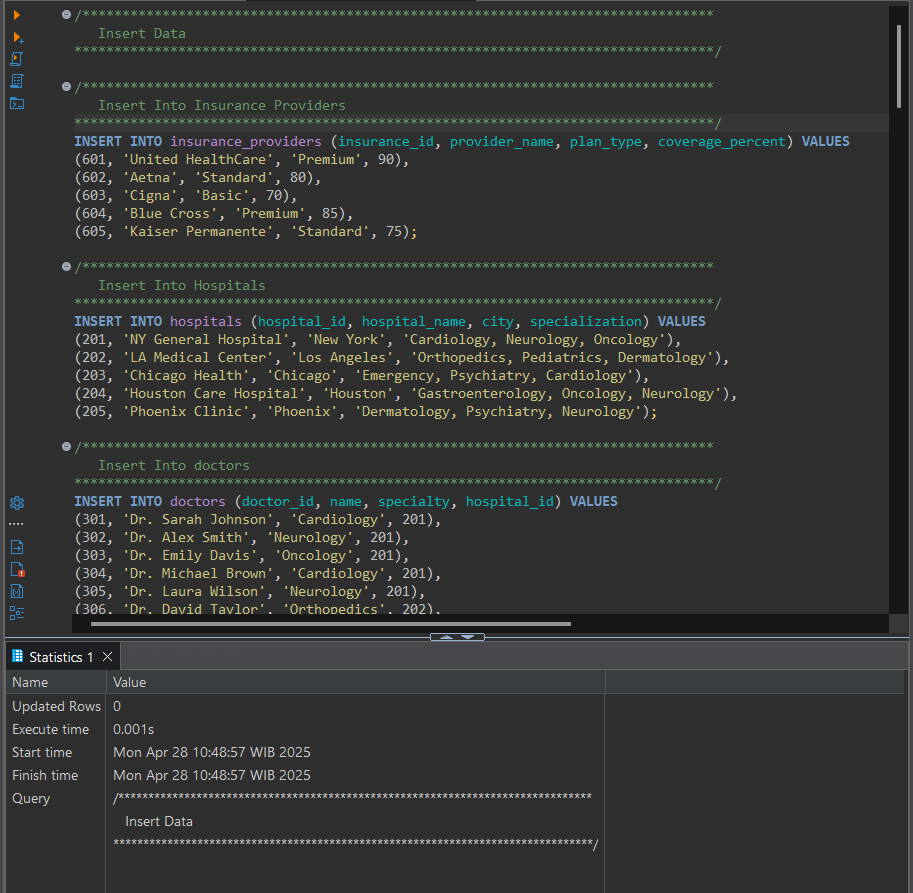 /*******************************************************************************
Insert Data
********************************************************************************/
/*******************************************************************************
Insert Into Insurance Providers
********************************************************************************/
INSERT INTO insurance_providers (insurance_id, provider_name, plan_type, coverage_percent) VALUES
(601, 'United HealthCare', 'Premium', 90),
(602, 'Aetna', 'Standard', 80),
(603, 'Cigna', 'Basic', 70),
(604, 'Blue Cross', 'Premium', 85),
(605, 'Kaiser Permanente', 'Standard', 75);
/*******************************************************************************
Insert Into Hospitals
********************************************************************************/
INSERT INTO hospitals (hospital_id, hospital_name, city, specialization) VALUES
(201, 'NY General Hospital', 'New York', 'Cardiology, Neurology, Oncology'),
(202, 'LA Medical Center', 'Los Angeles', 'Orthopedics, Pediatrics, Dermatology'),
(203, 'Chicago Health', 'Chicago', 'Emergency, Psychiatry, Cardiology'),
(204, 'Houston Care Hospital', 'Houston', 'Gastroenterology, Oncology, Neurology'),
(205, 'Phoenix Clinic', 'Phoenix', 'Dermatology, Psychiatry, Neurology');
/*******************************************************************************
Insert Into doctors
********************************************************************************/
INSERT INTO doctors (doctor_id, name, specialty, hospital_id) VALUES
(301, 'Dr. Sarah Johnson', 'Cardiology', 201),
(302, 'Dr. Alex Smith', 'Neurology', 201),
(303, 'Dr. Emily Davis', 'Oncology', 201),
(304, 'Dr. Michael Brown', 'Cardiology', 201),
(305, 'Dr. Laura Wilson', 'Neurology', 201),
(306, 'Dr. David Taylor', 'Orthopedics', 202),
Statistics 1
Name Value
Updated Rows 0
Execute time 0.001s
Start time Mon Apr 28 10:48:57 WIB 2025
Finish time Mon Apr 28 10:48:57 WIB 2025
Query /*******************************************************************************
Insert Data
********************************************************************************/